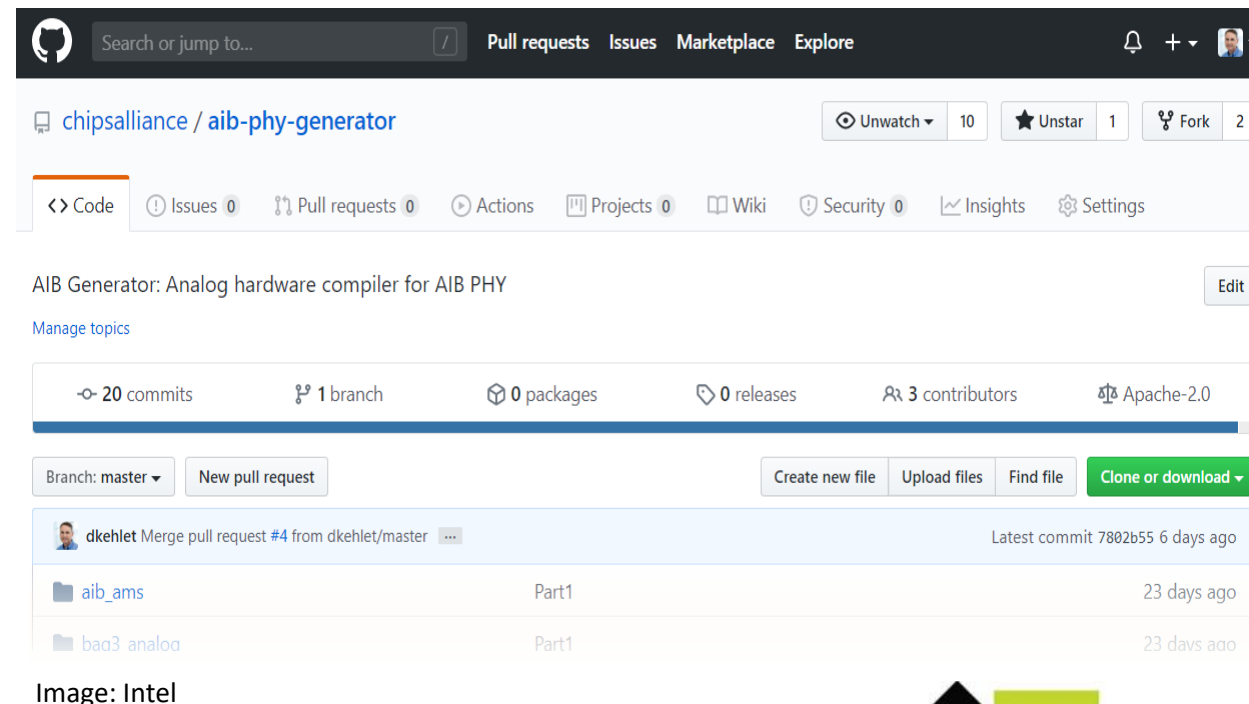 Search or jump to... / Pull requests Issues Marketplace Explore
chipsalliance / aib-phy-generator Unwatch 10 Unstar 1 Fork 2
Code Issues 0 Pull requests 0 Actions Projects 0 Wiki Security 0 Insights Settings
AIB Generator: Analog hardware compiler for AIB PHY Edit
Manage topics
20 commits 1 branch 0 packages 0 releases 3 contributors Apache-2.0
Branch: master New pull request Create new file Upload files Find file Clone or download
dkehlet Merge pull request #4 from dkehlet/master ... Latest commit 7802b55 6 days ago
aib_ams Part1 23 days ago
bag3_analog Part1 23 days ago
Image: Intel